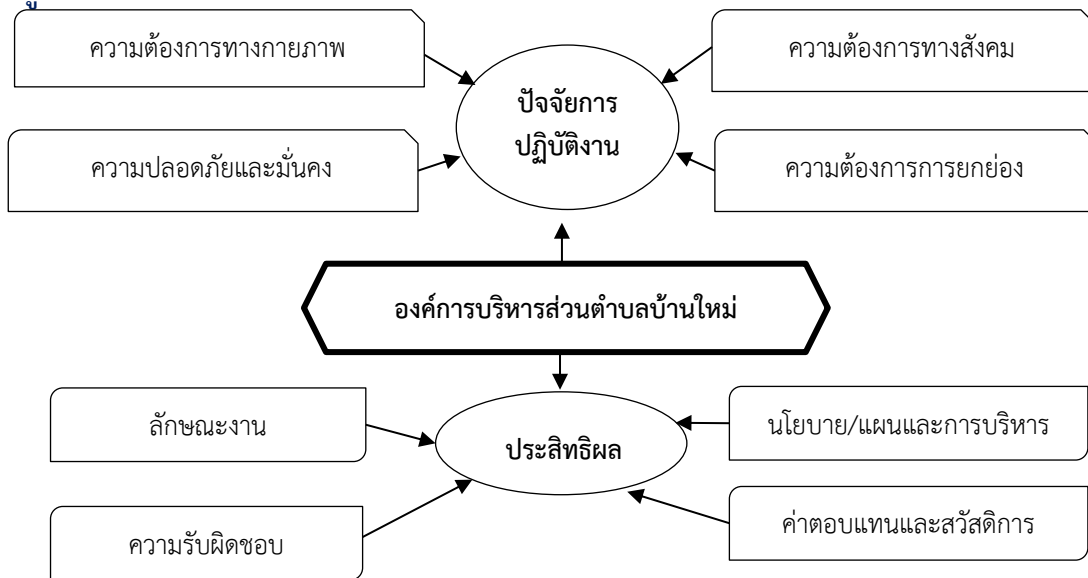 ความต้องการทางกายภาพ
ความต้องการทางสังคม
ปัจจัยการ
ปฏิบัติงาน
ความปลอดภัยและมั่นคง
ความต้องการการยกย่อง
องค์การบริหารส่วนตำบลบ้านใหม่
ลักษณะงาน
นโยบาย/แผนและการบริหาร
ประสิทธิผล
ความรับผิดชอบ
ค่าตอบแทนและสวัสดิการ